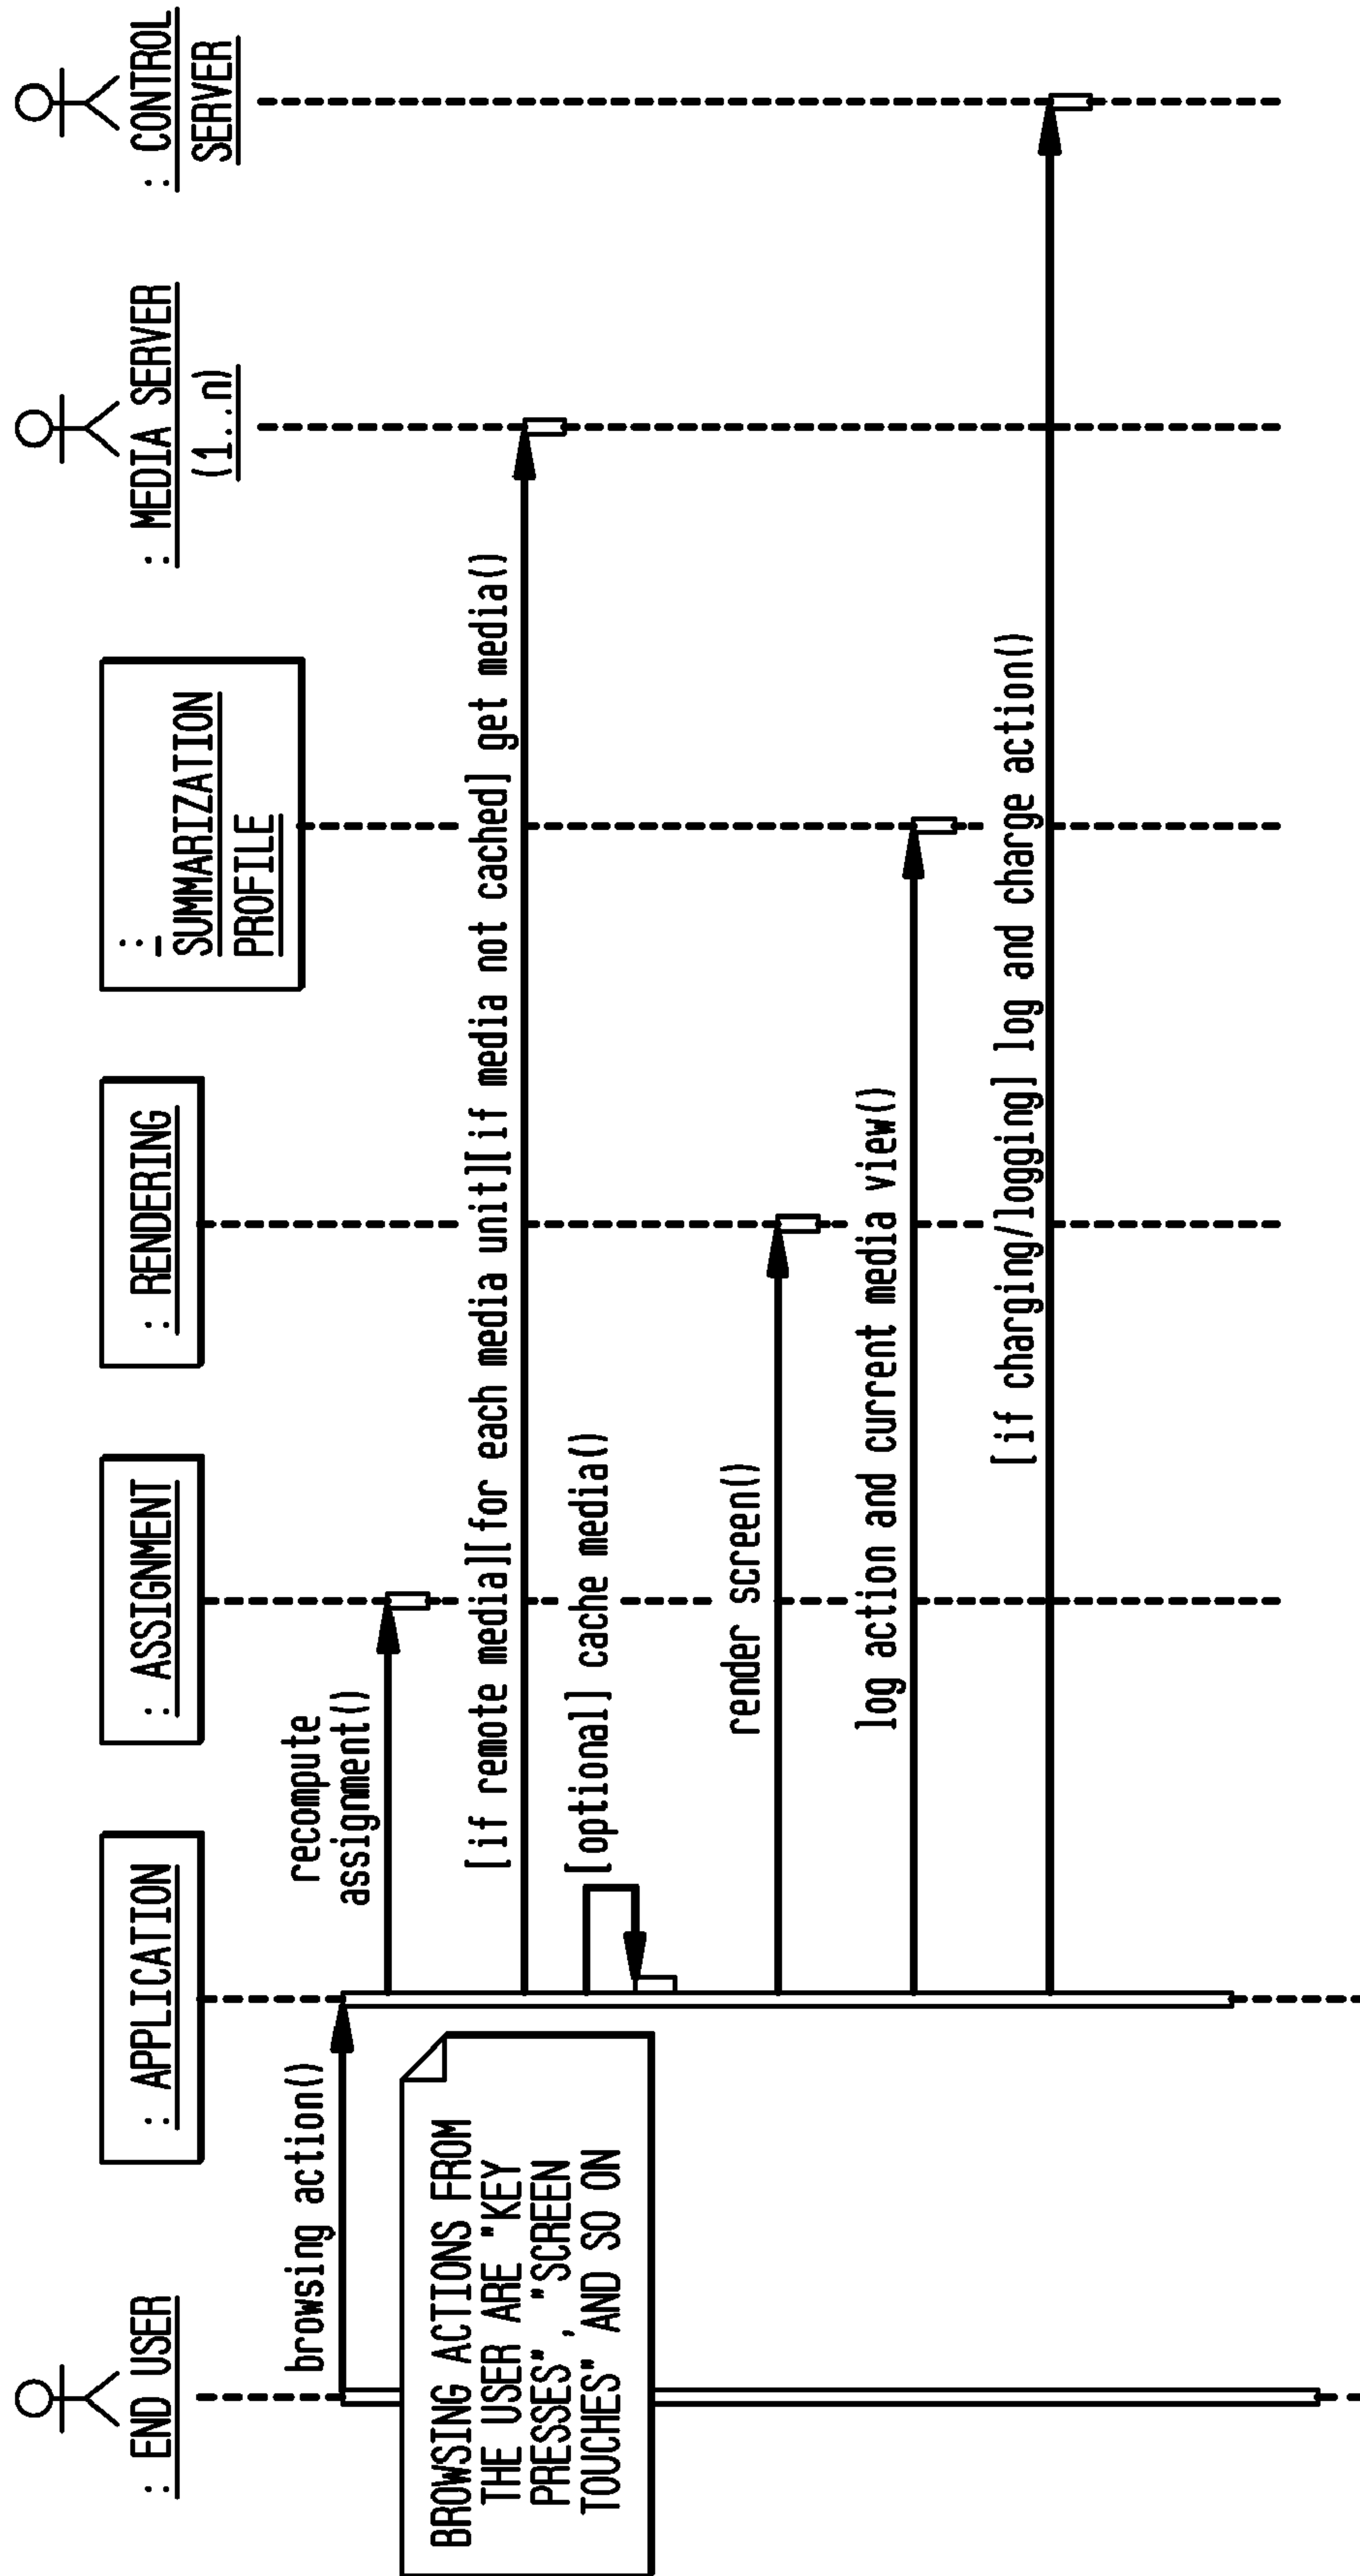 : END USER
: APPLICATION
: ASSIGNMENT
: RENDERING
:
SUMMARIZATION
PROFILE
: MEDIA SERVER
(1..n)
: CONTROL
SERVER
browsing action()
BROWSING ACTIONS FROM
THE USER ARE "KEY
PRESSES", "SCREEN
TOUCHES" AND SO ON
recompute
assignment()
[if remote media][for each media unit][if media not cached] get media()
[optional] cache media()
render screen()
log action and current media view()
[if charging/logging] log and charge action()